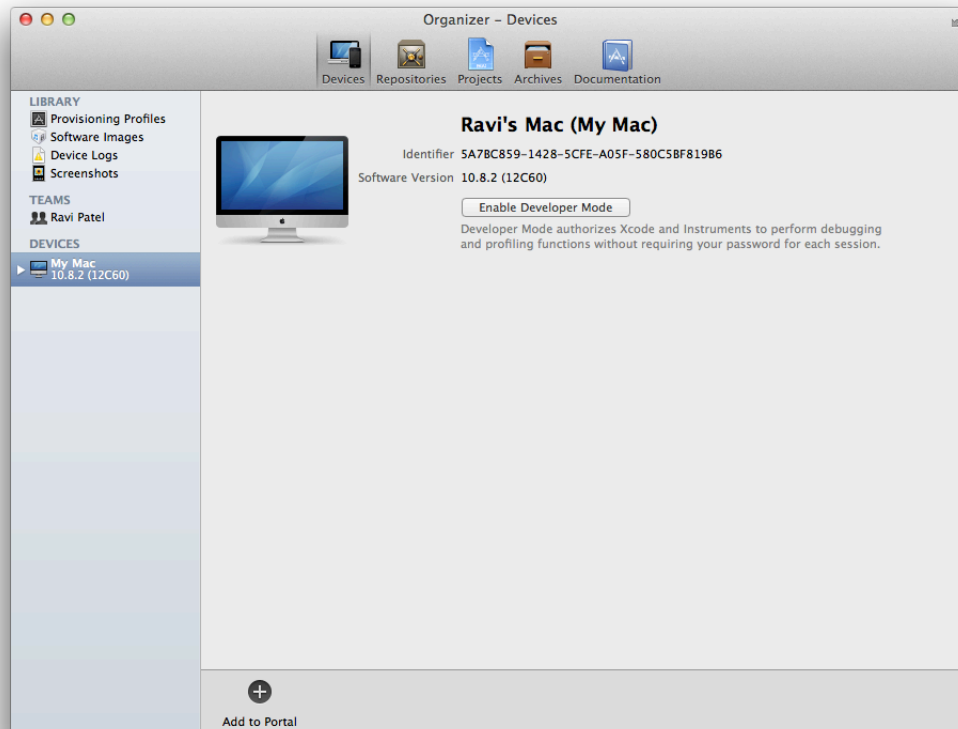 Organizer – Devices
Devices Repositories Projects Archives Documentation
LIBRARY
Provisioning Profiles
Software Images
Device Logs
Screenshots
TEAMS
Ravi Patel
DEVICES
My Mac
10.8.2 (12C60)
Ravi's Mac (My Mac)
Identifier 5A7BC859-1428-5CFE-A05F-580C5BF819B6
Software Version 10.8.2 (12C60)
Enable Developer Mode
Developer Mode authorizes Xcode and Instruments to perform debugging
and profiling functions without requiring your password for each session.
Add to Portal